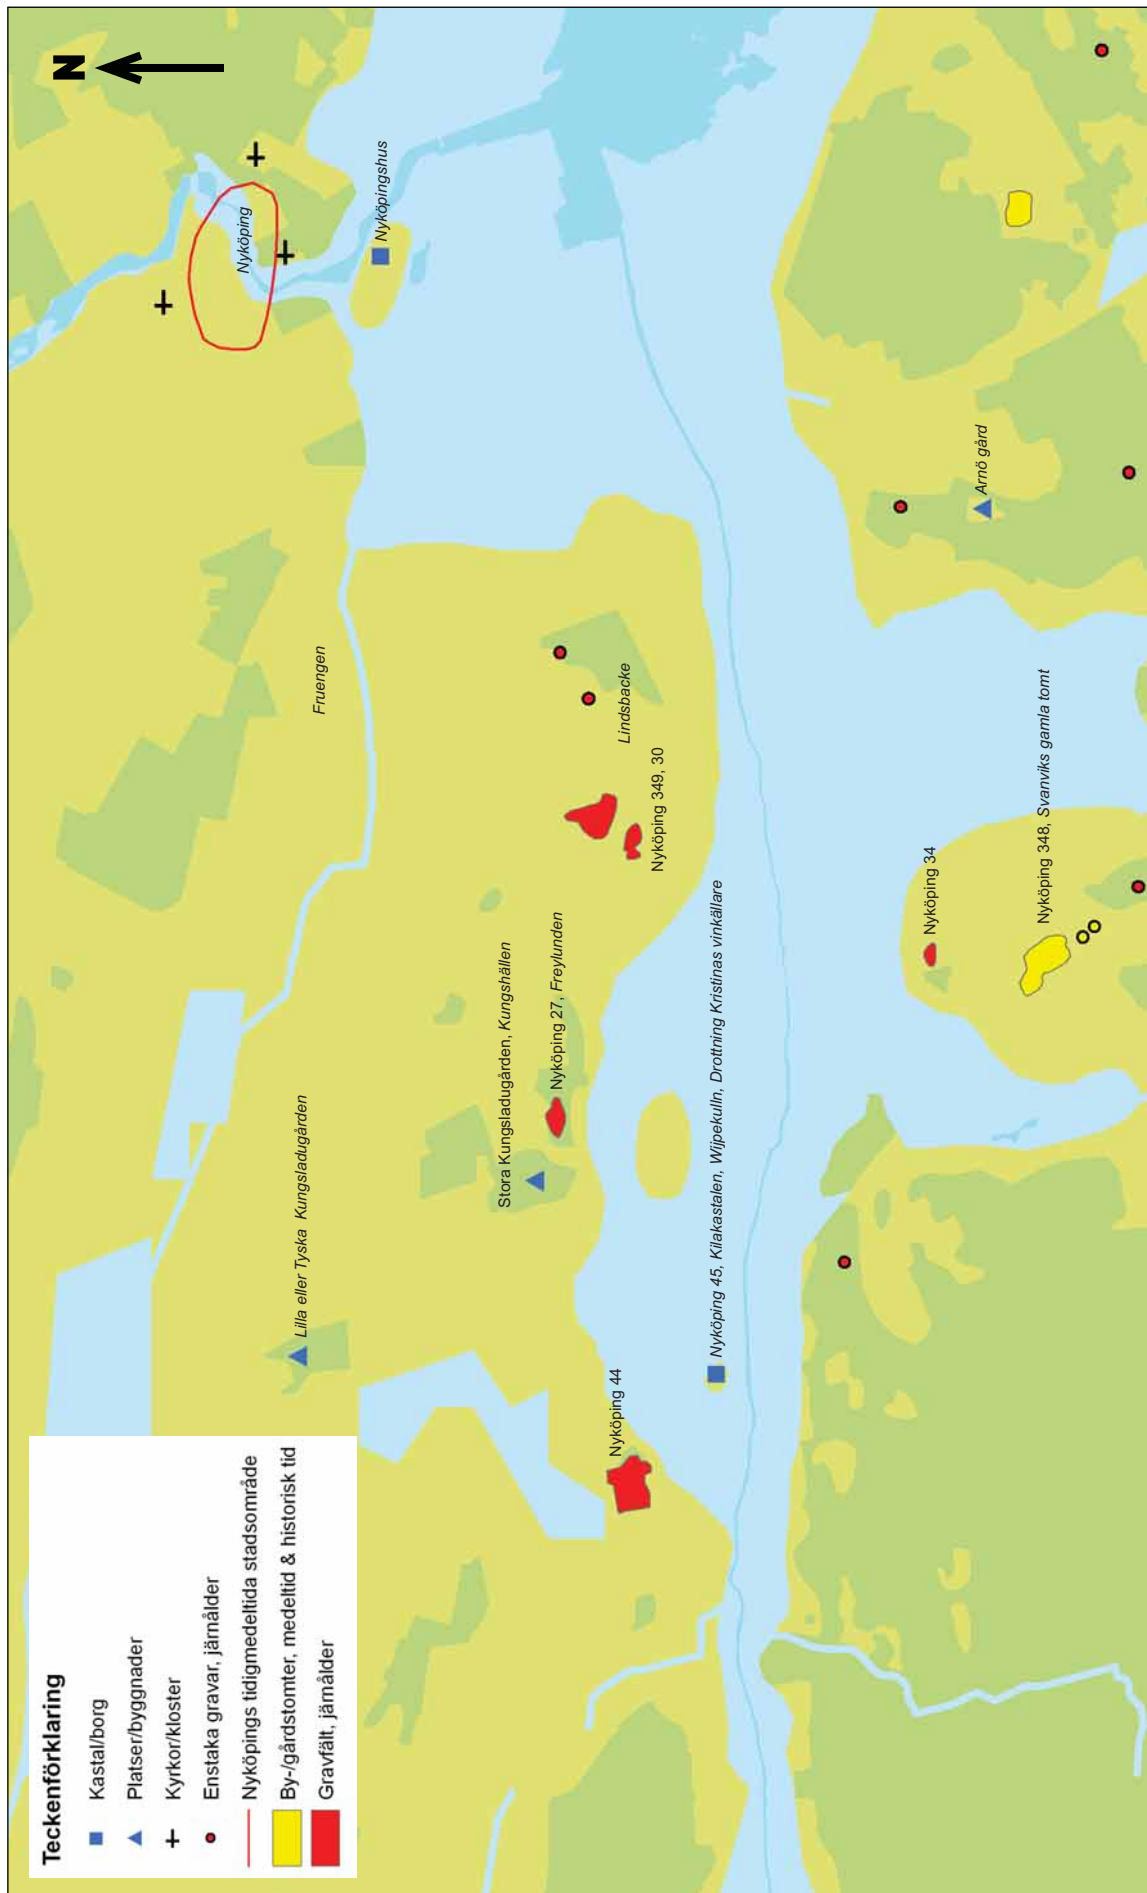 Teckenförklaring
Kastal/borg
Platser/byggnader
Kyrkor/kloster
Enstaka gravar, järnålder
Nyköpings tidigmedeltida stadsområde
By-/gårdstomter, medeltid & historisk tid
Gravfält, järnålder
N
Nyköping
Nyköpingshus
Fruengen
Lilla eller Tyska Kungsladugården
Stora Kungsladugården, Kungshällen
Nyköping 27, Freylunden
Lindsbacke
Nyköping 349, 30
Nyköping 44
Nyköping 45, Kilakastalen, Wijpekulln, Drottning Kristinas vinkällare
Arnö gård
Nyköping 34
Nyköping 348, Svanviks gamla tomt